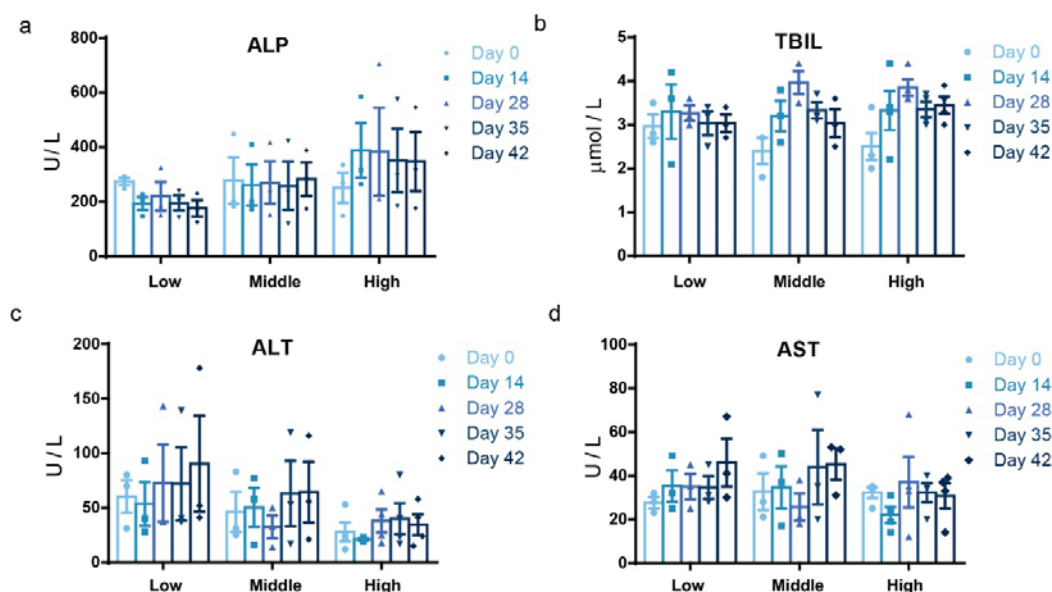 a
ALP
U / L
800
600
400
200
0
Low
Middle
High
Day 0
Day 14
Day 28
Day 35
Day 42
b
TBIL
μmol / L
5
4
3
2
1
0
Low
Middle
High
Day 0
Day 14
Day 28
Day 35
Day 42
c
ALT
U / L
200
150
100
50
0
Low
Middle
High
Day 0
Day 14
Day 28
Day 35
Day 42
d
AST
U / L
100
80
60
40
20
0
Low
Middle
High
Day 0
Day 14
Day 28
Day 35
Day 42